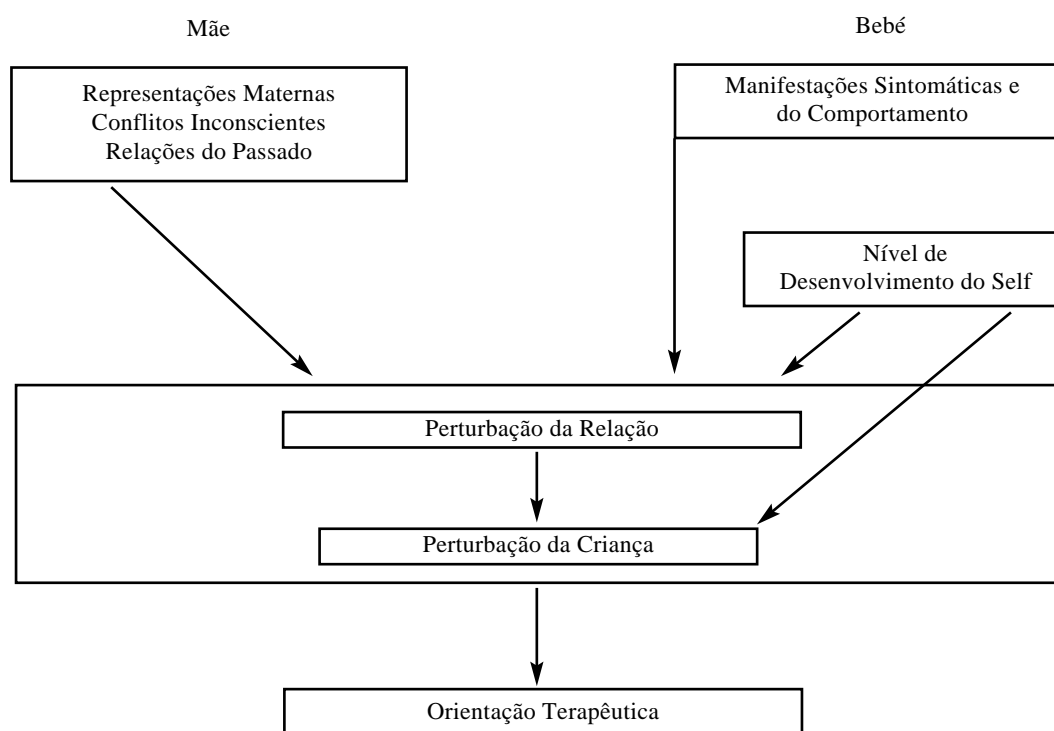 Mãe
Bebé
Representações Maternas
Conflitos Inconscientes
Relações do Passado
Manifestações Sintomáticas e
do Comportamento
Nível de
Desenvolvimento do Self
Perturbação da Relação
Perturbação da Criança
Orientação Terapêutica